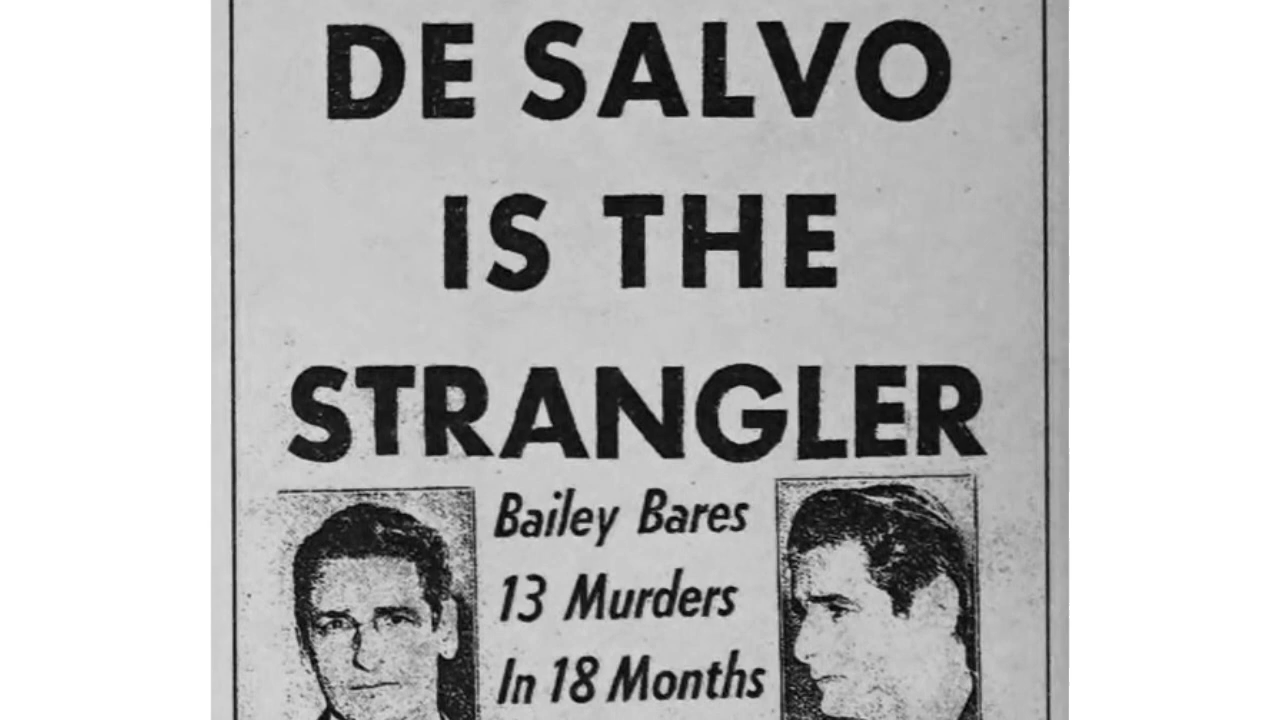 DE SALVO
IS THE
STRANGLER
Bailey Bares
13 Murders
In 18 Months